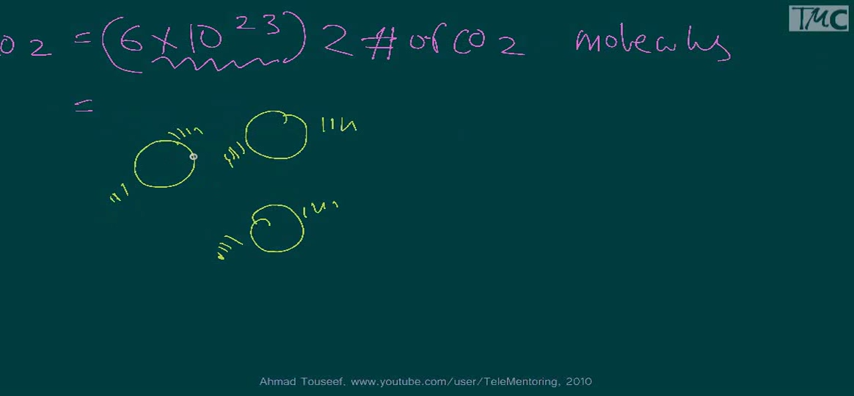 TMC
O2 = (6 × 10^23) 2 # of CO2 molecules
=
Ahmad Touseef, www.youtube.com/user/TeleMentoring, 2010